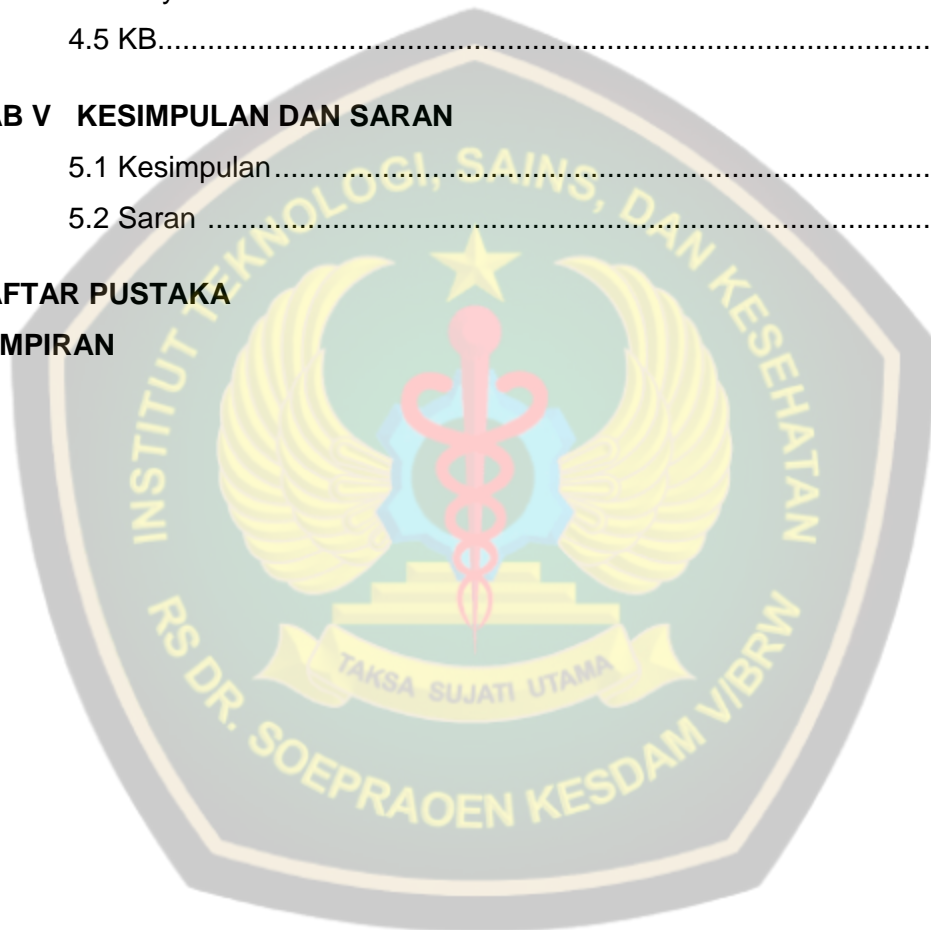 4.5 KB..........................................................................................
AB V KESIMPULAN DAN SARAN
5.1 Kesimpulan...............................................................................
5.2 Saran .......................................................................................
AFTAR PUSTAKA
MPIRAN
INSTITUT TEKNOLOGI, SAINS, DAN KESEHATAN
TAKSA SUJATI UTAMA
RS DR. SOEPRAOEN KESDAM V/BRW